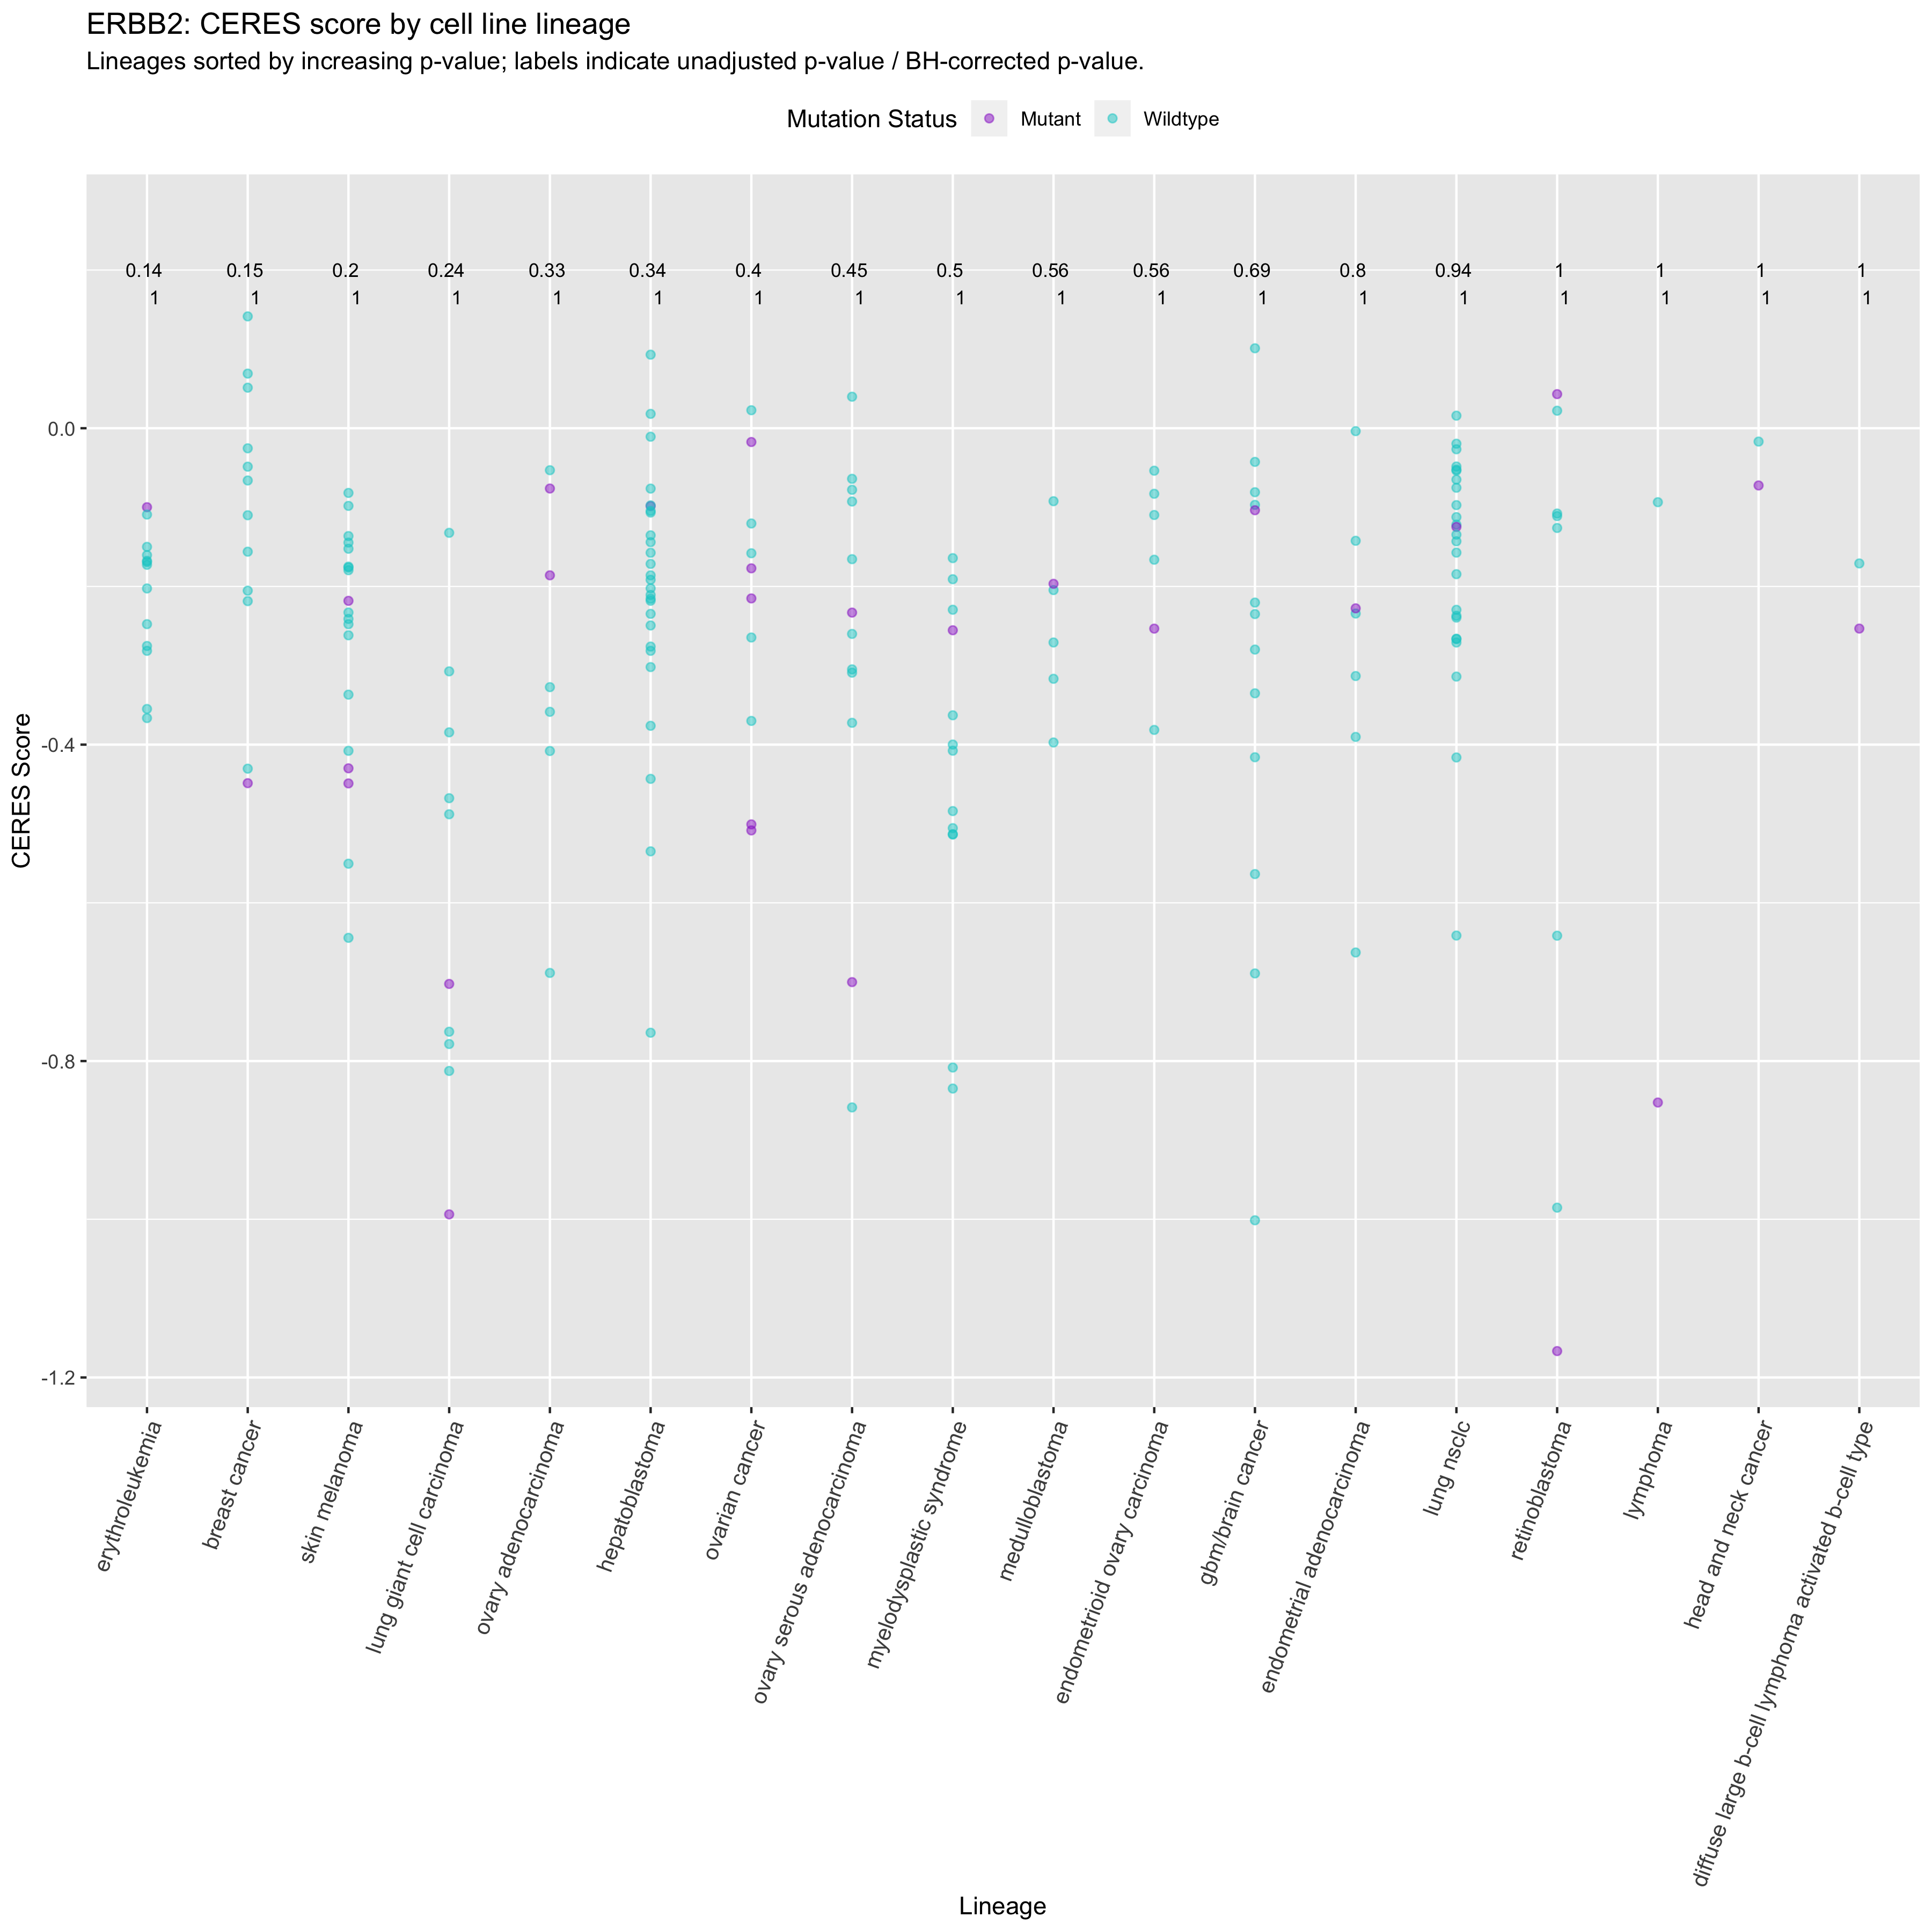 ERBB2: CERES score by cell line lineage
Lineages sorted by increasing p-value; labels indicate unadjusted p-value / BH-corrected p-value.
Mutation Status Mutant Wildtype
0.14 0.15 0.2 0.24 0.33 0.34 0.4 0.45 0.5 0.56 0.56 0.69 0.8 0.94 1 1 1 1
1 1 1 1 1 1 1 1 1 1 1 1 1 1 1 1 1 1
0.0
-0.4
-0.8
-1.2
CERES Score
erythroleukemia
breast cancer
skin melanoma
lung giant cell carcinoma
ovary adenocarcinoma
hepatoblastoma
ovarian cancer
ovary serous adenocarcinoma
myelodysplastic syndrome
medulloblastoma
endometrioid ovary carcinoma
gbm/brain cancer
endometrial adenocarcinoma
lung nsclc
retinoblastoma
lymphoma
head and neck cancer
diffuse large b-cell lymphoma activated b-cell type
Lineage